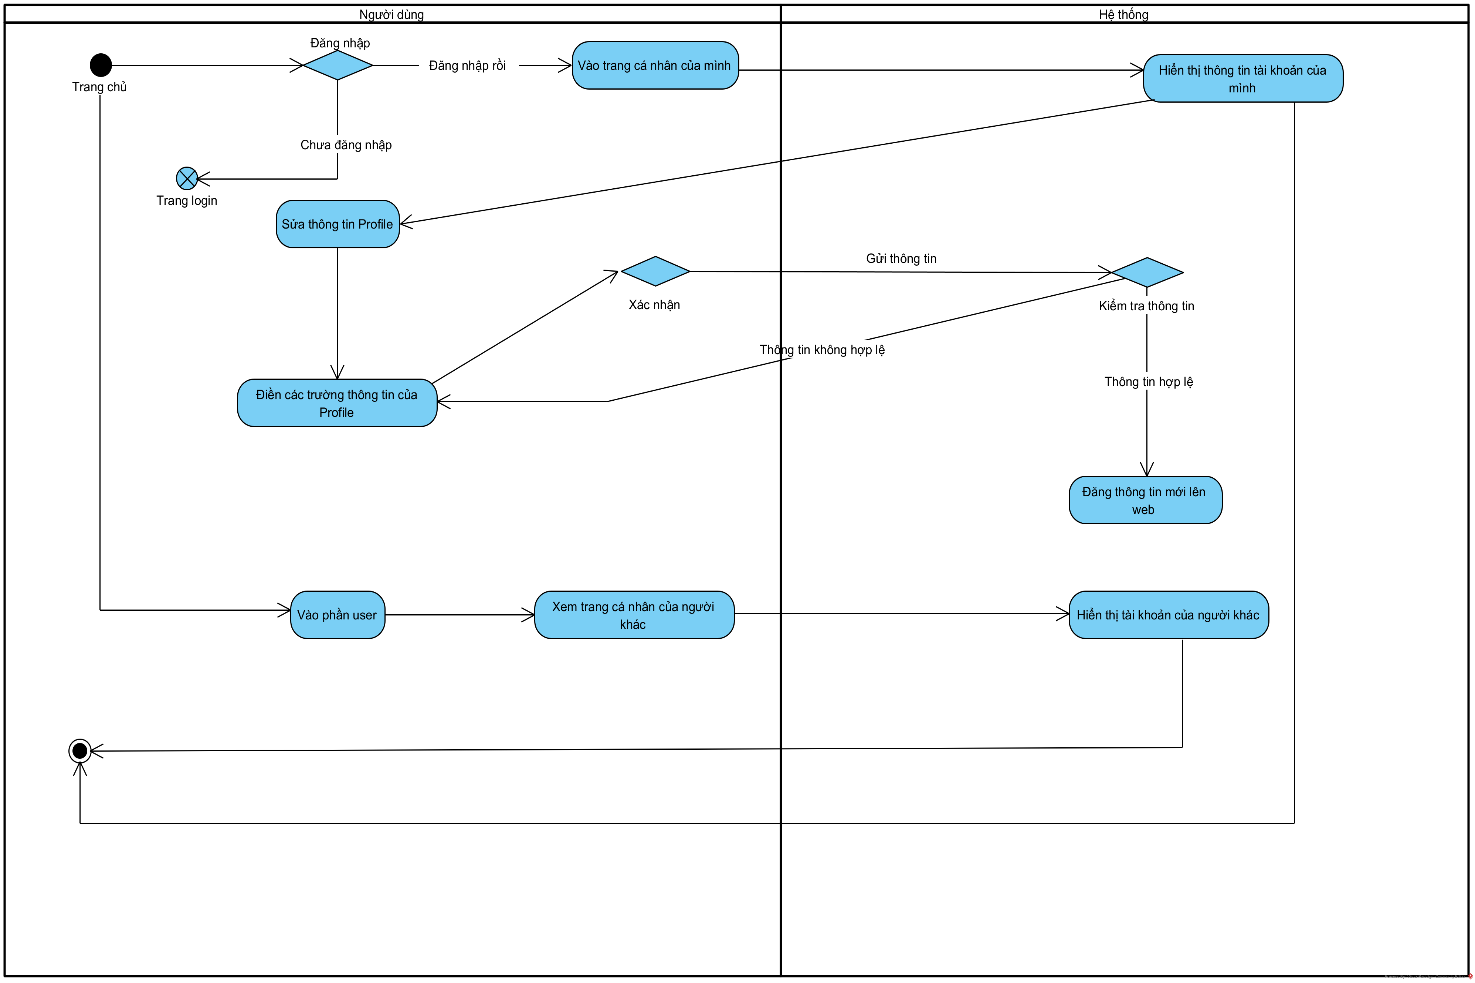 Người dùng
Hệ thống
Đăng nhập
Đăng nhập rồi
Vào trang cá nhân của mình
Hiển thị thông tin tài khoản của
mình
Trang chủ
Chưa đăng nhập
Trang login
Sửa thông tin Profile
Gửi thông tin
Xác nhận
Kiểm tra thông tin
Thông tin không hợp lệ
Thông tin hợp lệ
Điền các trường thông tin của
Profile
Đăng thông tin mới lên
web
Vào phần user
Xem trang cá nhân của người
khác
Hiển thị tài khoản của người khác